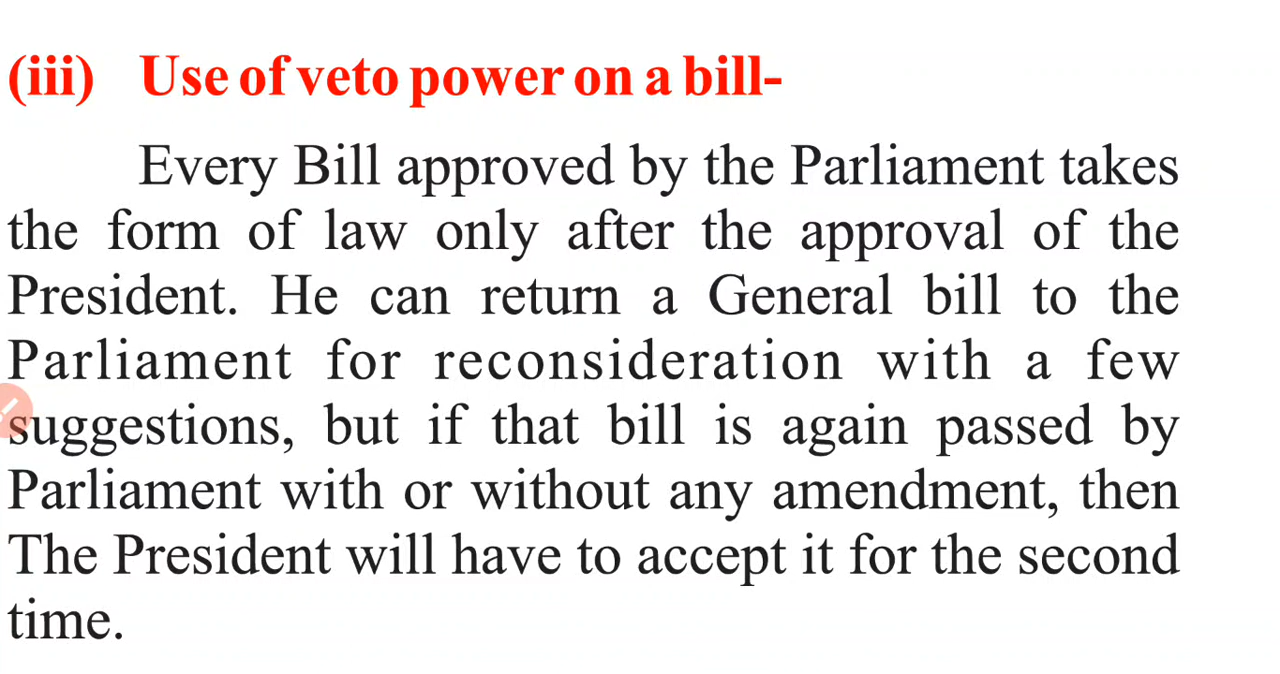 (iii) Use of veto power on a bill-
Every Bill approved by the Parliament takes
the form of law only after the approval of the
President. He can return a General bill to the
Parliament for reconsideration with a few
suggestions, but if that bill is again passed by
Parliament with or without any amendment, then
The President will have to accept it for the second
time.